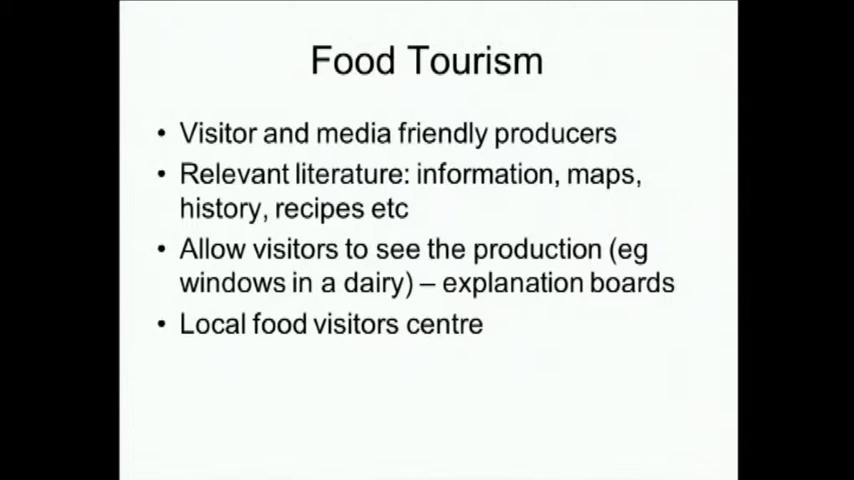 Food Tourism
• Visitor and media friendly producers
• Relevant literature: information, maps,
history, recipes etc
• Allow visitors to see the production (eg
windows in a dairy) – explanation boards
• Local food visitors centre